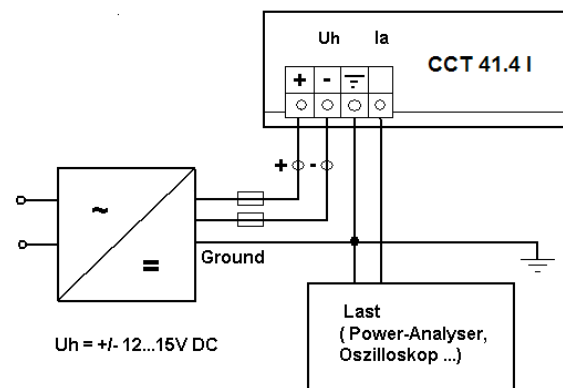 Uh Ia
CCT 41.4 I
+ -
+ -
~
=
Ground
Uh = +/- 12...15V DC
Last
( Power-Analyser,
Oszilloskop ...)